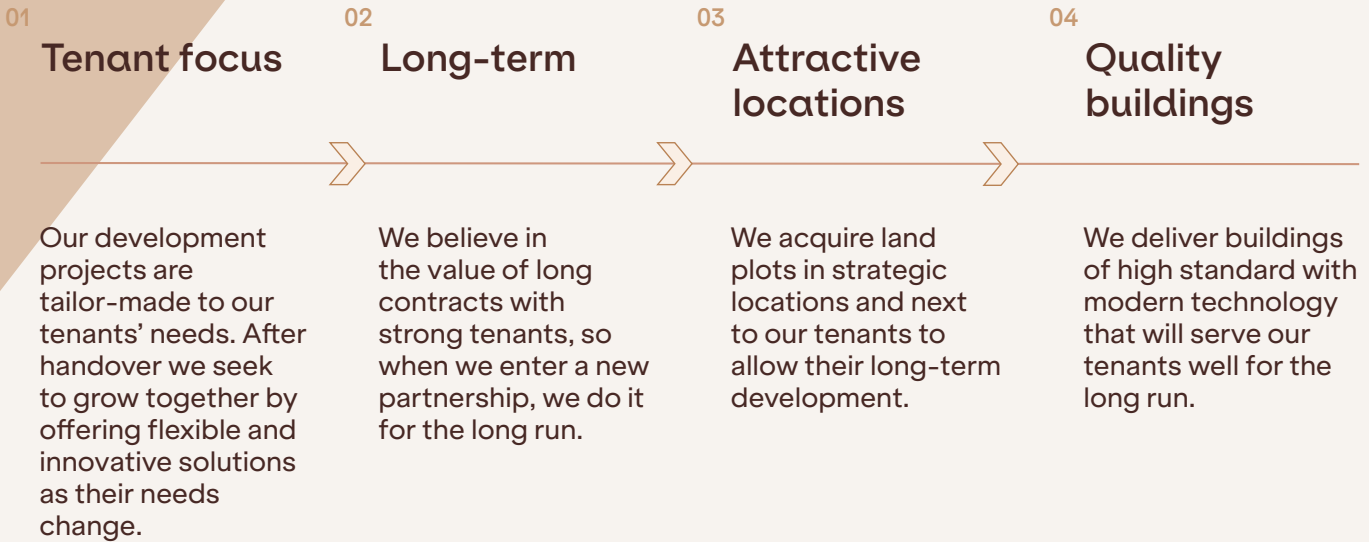 01
Tenant focus
Our development
projects are
tailor-made to our
tenants’ needs. After
handover we seek
to grow together by
offering flexible and
innovative solutions
as their needs
change.
02
Long-term
We believe in
the value of long
contracts with
strong tenants, so
when we enter a new
partnership, we do it
for the long run.
03
Attractive
locations
We acquire land
plots in strategic
locations and next
to our tenants to
allow their long-term
development.
04
Quality
buildings
We deliver buildings
of high standard with
modern technology
that will serve our
tenants well for the
long run.